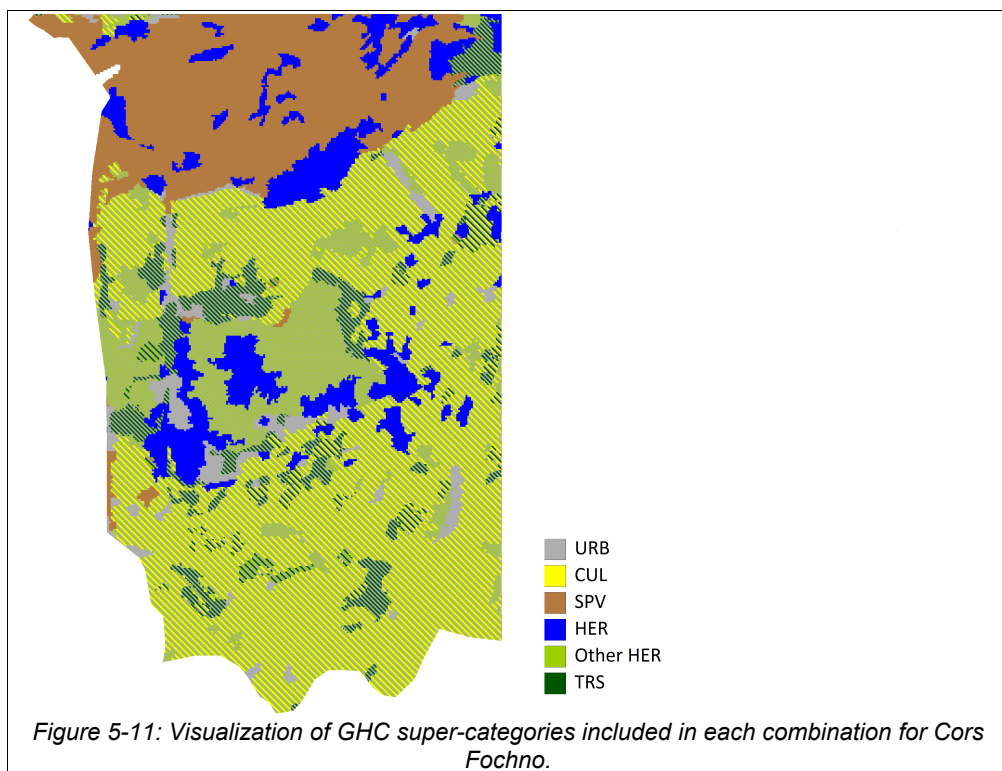 URB
CUL
SPV
HER
Other HER
TRS
Figure 5-11: Visualization of GHC super-categories included in each combination for Cors
Fochno.